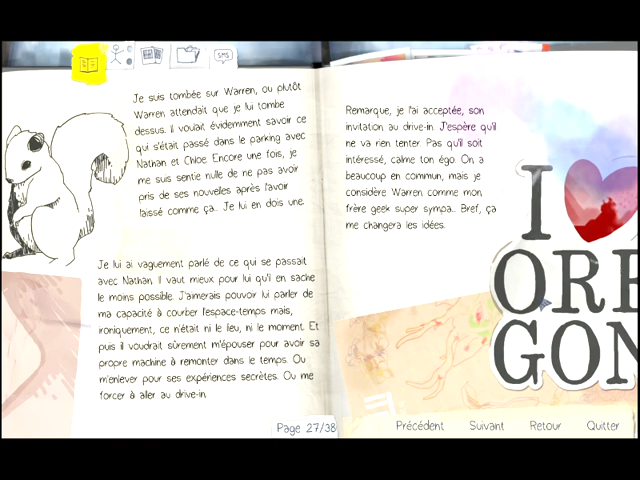 SMS
Je suis tombée sur Warren, ou plutôt
Warren attendait que je lui tombe
dessus. Il voulait évidemment savoir ce
qui s'était passé dans le parking avec
Nathan et Chloe. Encore une fois, je
me suis sentie nulle de ne pas avoir
pris de ses nouvelles après l'avoir
laissé comme ça... Je lui en dois une.
Je lui ai vaguement parlé de ce qui se passait
avec Nathan. Il vaut mieux pour lui qu'il en sache
le moins possible. J'aimerais pouvoir lui parler de
ma capacité à courber l'espace-temps mais,
ironiquement, ce n'était ni le lieu, ni le moment. Et
puis il voudrait sûrement m'épouser pour avoir sa
propre machine à remonter dans le temps. Ou
m'enlever pour ses expériences secrètes. Ou me
forcer à aller au drive-in.
Remarque, je l'ai acceptée, son
invitation au drive-in. J'espère qu'il
ne va rien tenter. Pas qu'il soit
intéressé, calme ton égo. On a
beaucoup en commun, mais je
considère Warren comme mon
frère geek super sympa... Bref, ça
me changera les idées.
I
ORE
GON
Page 27/38
Précédent Suivant Retour Quitter